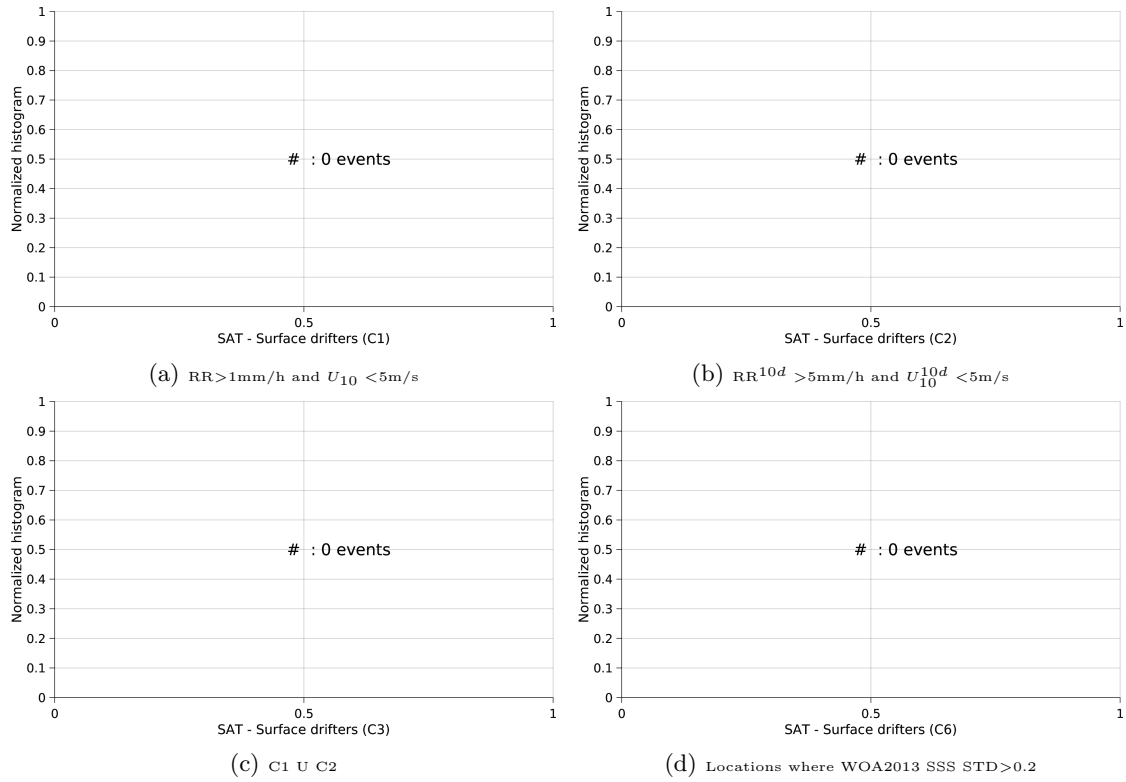 1
0.9
0.8
0.7
0.6
0.5
0.4
0.3
0.2
0.1
0
Normalized histogram
# : 0 events
0 0.5 1
SAT - Surface drifters (C1)
(a) RR>1mm/h and U10 <5m/s
1
0.9
0.8
0.7
0.6
0.5
0.4
0.3
0.2
0.1
0
Normalized histogram
# : 0 events
0 0.5 1
SAT - Surface drifters (C2)
(b) RR^10d >5mm/h and U10^10d <5m/s
1
0.9
0.8
0.7
0.6
0.5
0.4
0.3
0.2
0.1
0
Normalized histogram
# : 0 events
0 0.5 1
SAT - Surface drifters (C3)
(c) C1 U C2
1
0.9
0.8
0.7
0.6
0.5
0.4
0.3
0.2
0.1
0
Normalized histogram
# : 0 events
0 0.5 1
SAT - Surface drifters (C6)
(d) Locations where WOA2013 SSS STD>0.2